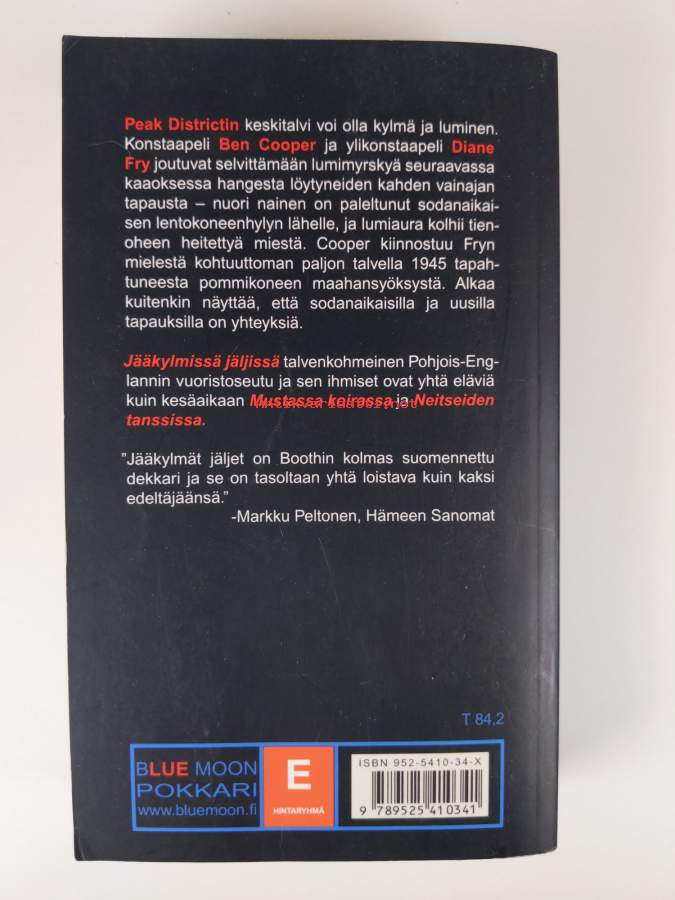 Peak Districtin keskitalvi voi olla kylmä ja luminen.
Konstaapeli Ben Cooper ja ylikonstaapeli Diane
Fry joutuvat selvittämään lumimyrskyä seuraavassa
kaaoksessa hangesta löytyneiden kahden vainajan
tapausta – nuori nainen on paleltunut sodanaikai-
sen lentokoneenhylyn lähelle, ja lumiaura kolhii tien-
oheen heitettyä miestä. Cooper kiinnostuu Fryn
mielestä kohtuuttoman paljon talvella 1945 tapah-
tuneesta pommikoneen maahansyöksystä. Alkaa
kuitenkin näyttää, että sodanaikaisilla ja uusilla
tapauksilla on yhteyksiä.
Jääkylmissä jäljissä talvenkohmeinen Pohjois-Eng-
lannin vuoristoseutu ja sen ihmiset ovat yhtä eläviä
kuin kesäaikaan Mustassa koirassa ja Neitseiden
tanssissa.
”Jääkylmät jäljet on Boothin kolmas suomennettu
dekkari ja se on tasoltaan yhtä loistava kuin kaksi
edeltäjäänsä.”
-Markku Peltonen, Hämeen Sanomat
T 84,2
BLUE MOON
POKKARI
www.bluemoon.fi
E
HINTARYHMÄ
ISBN 952-5410-34-X
9 789525 410341